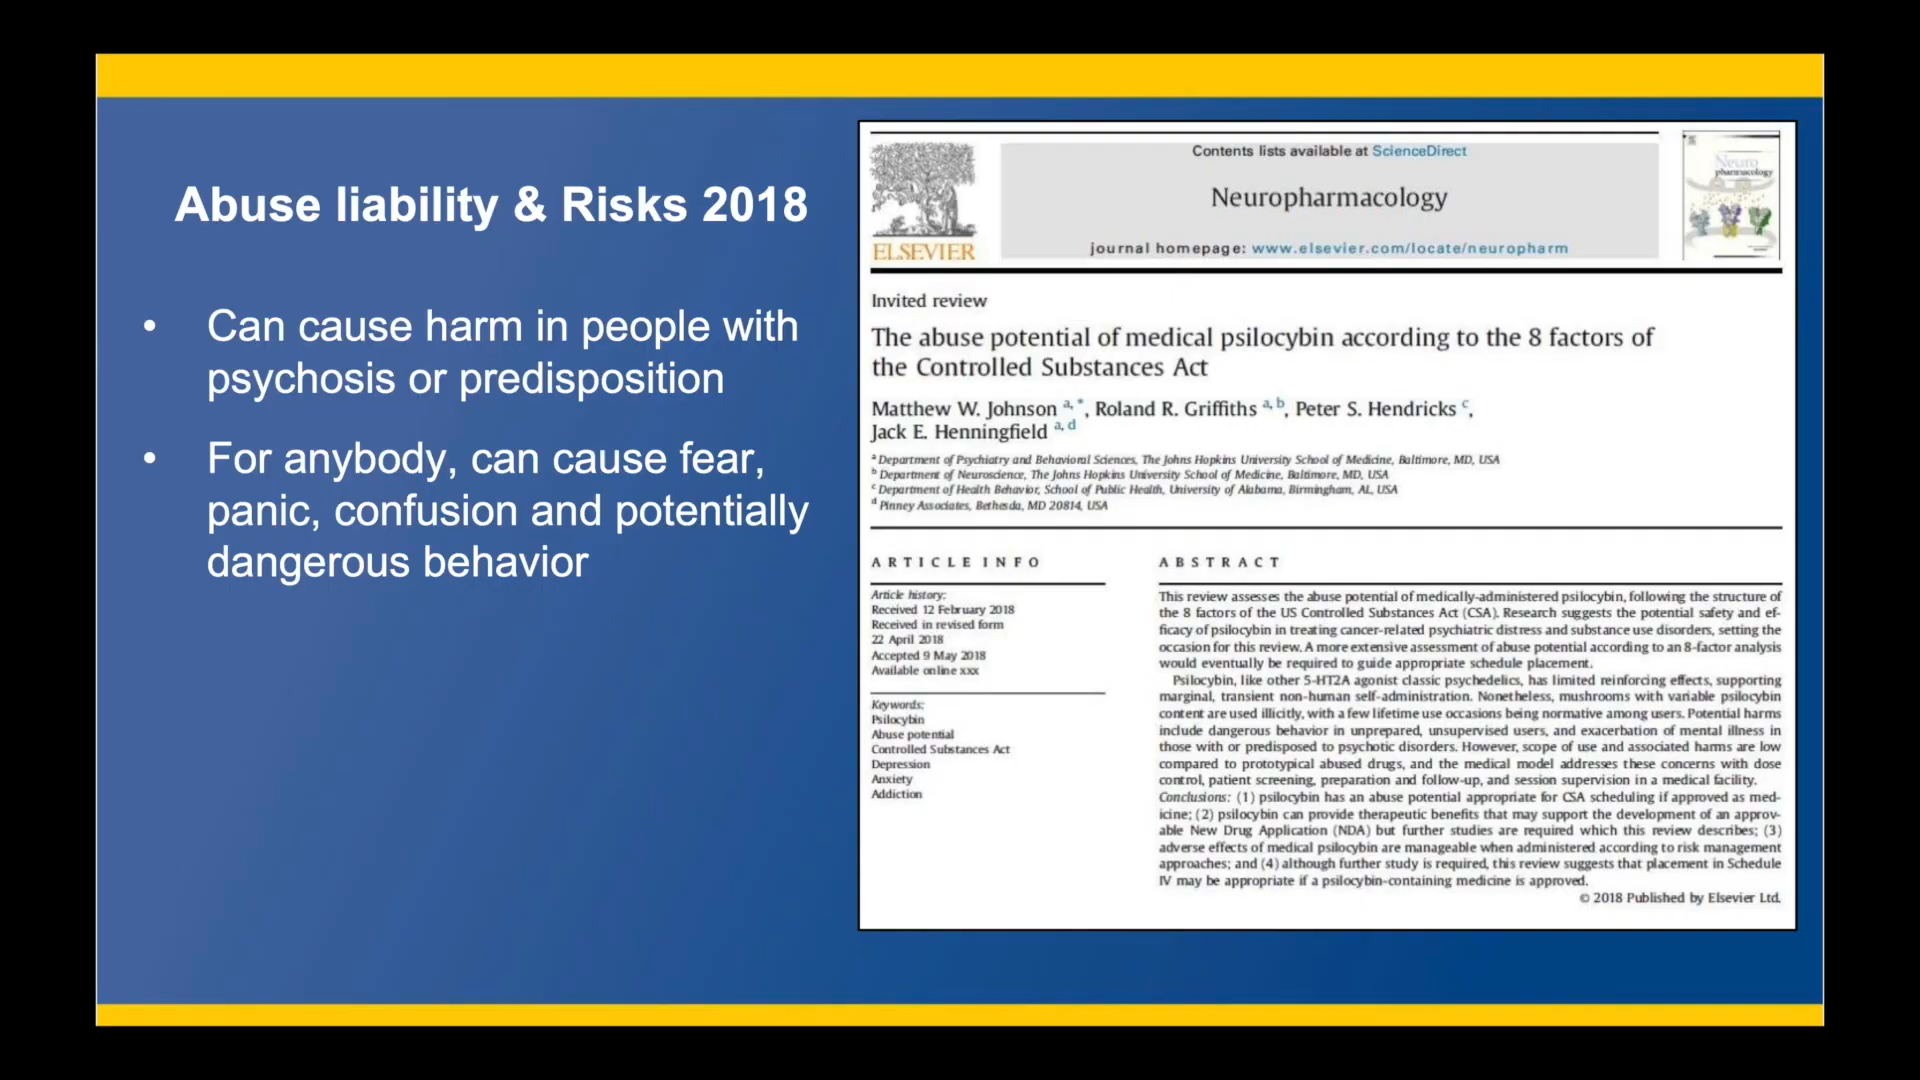 Abuse liability & Risks 2018
• Can cause harm in people with
psychosis or predisposition
• For anybody, can cause fear,
panic, confusion and potentially
dangerous behavior
ELSEVIER
Contents lists available at ScienceDirect
Neuropharmacology
journal homepage: www.elsevier.com/locate/neuropharm
Neuro
pharmacology
Invited review
The abuse potential of medical psilocybin according to the 8 factors of
the Controlled Substances Act
Matthew W. Johnson a, *, Roland R. Griffiths a, b, Peter S. Hendricks c,
Jack E. Henningfield a, d
a Department of Psychiatry and Behavioral Sciences, The Johns Hopkins University School of Medicine, Baltimore, MD, USA
b Department of Neuroscience, The Johns Hopkins University School of Medicine, Baltimore, MD, USA
c Department of Health Behavior, School of Public Health, University of Alabama, Birmingham, AL, USA
d Pinney Associates, Bethesda, MD 20814, USA
ARTICLE INFO
Article history:
Received 12 February 2018
Received in revised form
22 April 2018
Accepted 9 May 2018
Available online xxx
Keywords:
Psilocybin
Abuse potential
Controlled Substances Act
Depression
Anxiety
Addiction
ABSTRACT
This review assesses the abuse potential of medically-administered psilocybin, following the structure of
the 8 factors of the US Controlled Substances Act (CSA). Research suggests the potential safety and ef-
ficacy of psilocybin in treating cancer-related psychiatric distress and substance use disorders, setting the
occasion for this review. A more extensive assessment of abuse potential according to an 8-factor analysis
would eventually be required to guide appropriate schedule placement.
Psilocybin, like other 5-HT2A agonist classic psychedelics, has limited reinforcing effects, supporting
marginal, transient non-human self-administration. Nonetheless, mushrooms with variable psilocybin
content are used illicitly, with a few lifetime use occasions being normative among users. Potential harms
include dangerous behavior in unprepared, unsupervised users, and exacerbation of mental illness in
those with or predisposed to psychotic disorders. However, scope of use and associated harms are low
compared to prototypical abused drugs, and the medical model addresses these concerns with dose
control, patient screening, preparation and follow-up, and session supervision in a medical facility.
Conclusions: (1) psilocybin has an abuse potential appropriate for CSA scheduling if approved as med-
icine; (2) psilocybin can provide therapeutic benefits that may support the development of an approv-
able New Drug Application (NDA) but further studies are required which this review describes; (3)
adverse effects of medical psilocybin are manageable when administered according to risk management
approaches; and (4) although further study is required, this review suggests that placement in Schedule
IV may be appropriate if a psilocybin-containing medicine is approved.
© 2018 Published by Elsevier Ltd.